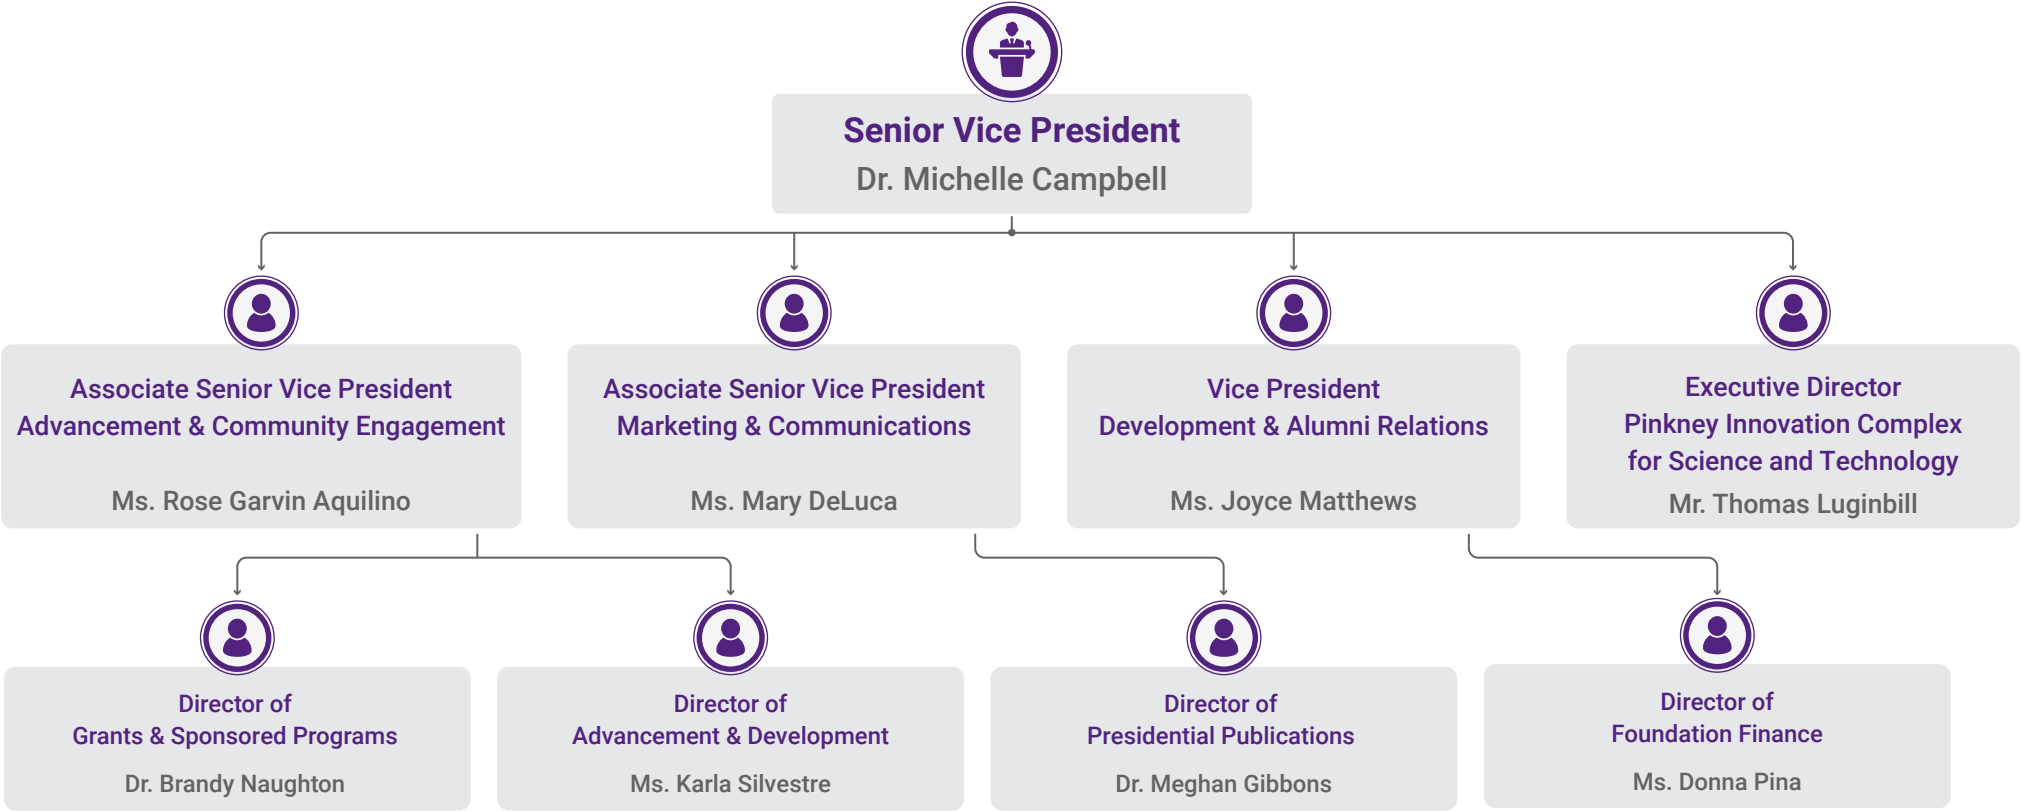 Senior Vice President
Dr. Michelle Campbell
Associate Senior Vice President
Advancement & Community Engagement
Ms. Rose Garvin Aquilino
Associate Senior Vice President
Marketing & Communications
Ms. Mary DeLuca
Vice President
Development & Alumni Relations
Ms. Joyce Matthews
Executive Director
Pinkney Innovation Complex
for Science and Technology
Mr. Thomas Luginbill
Director of
Grants & Sponsored Programs
Dr. Brandy Naughton
Director of
Advancement & Development
Ms. Karla Silvestre
Director of
Presidential Publications
Dr. Meghan Gibbons
Director of
Foundation Finance
Ms. Donna Pina